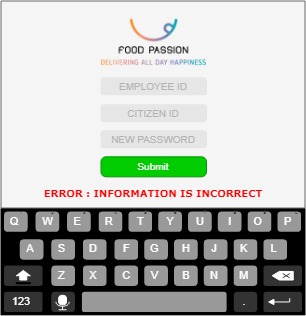 FOOD PASSION
DELIVERING ALL DAY HAPPINESS
EMPLOYEE ID
CITIZEN ID
NEW PASSWORD
Submit
ERROR : INFORMATION IS INCORRECT
Q W E R T Y U I O P
A S D F G H J K L
Z X C V B N M
123 .